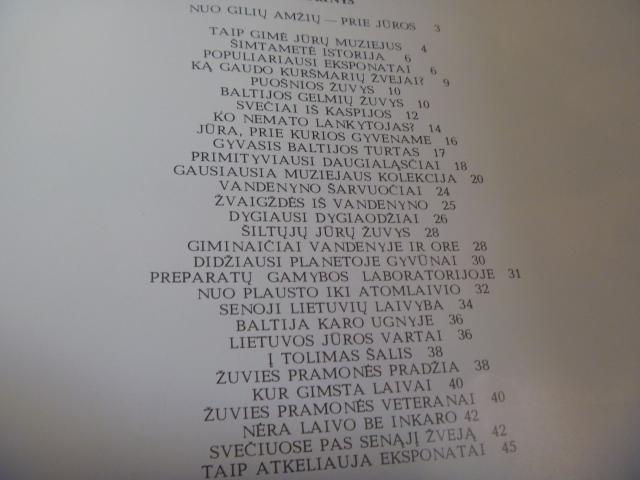 NUO GILIŲ AMŽIŲ — PRIE JŪROS 3
TAIP GIMĖ JŪRŲ MUZIEJUS 4
ŠIMTAMETĖ ISTORIJA 6
POPULIARIAUSI EKSPONATAI 6
KĄ GAUDO KURŠMARIŲ ŽVEJAI? 9
PUOŠNIOS ŽUVYS 10
BALTIJOS GELMIŲ ŽUVYS 10
SVEČIAI IŠ KASPIJOS 12
KO NEMATO LANKYTOJAS? 14
JŪRA, PRIE KURIOS GYVENAME 16
GYVASIS BALTIJOS TURTAS 17
PRIMITYVIAUSI DAUGIALĄSČIAI 18
GAUSIAUSIA MUZIEJAUS KOLEKCIJA 20
VANDENYNO ŠARVUOČIAI 24
ŽVAIGŽDĖS IŠ VANDENYNO 25
DYGIAUSI DYGIAODŽIAI 26
ŠILTŲJŲ JŪRŲ ŽUVYS 28
GIMINAIČIAI VANDENYJE IR ORE 28
DIDŽIAUSI PLANETOJE GYVŪNAI 30
PREPARATŲ GAMYBOS LABORATORIJOJE 31
NUO PLAUSTO IKI ATOMLAIVIO 32
SENOJI LIETUVIŲ LAIVYBA 34
BALTIJA KARO UGNYJE 36
LIETUVOS JŪROS VARTAI 36
Į TOLIMAS ŠALIS 38
ŽUVIES PRAMONĖS PRADŽIA 38
KUR GIMSTA LAIVAI 40
ŽUVIES PRAMONĖS VETERANAI 40
NĖRA LAIVO BE INKARO 42
SVEČIUOSE PAS SENĄJĮ ŽVEJĄ 42
TAIP ATKELIAUJA EKSPONATAI 45